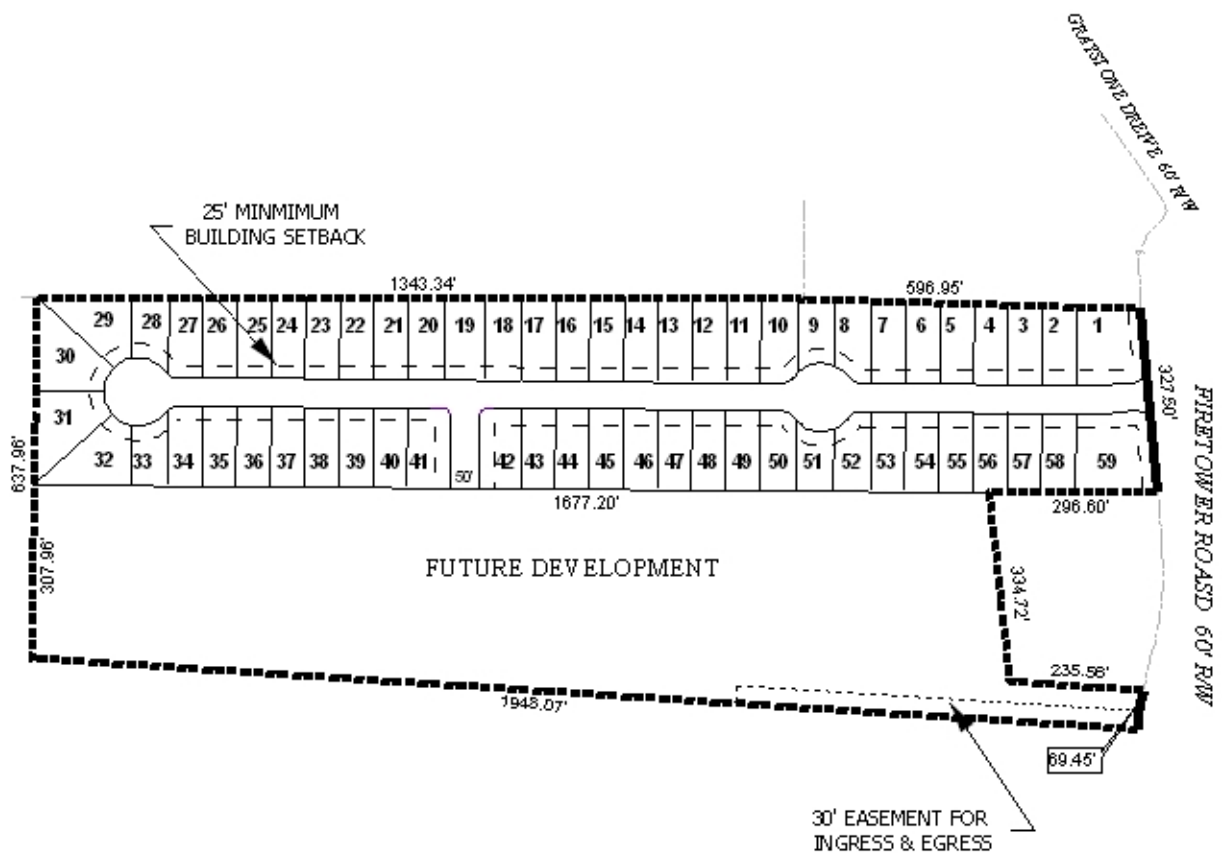 GRAYSTONE DREIVE 60' R/W
25' MINMIMUM
BUILDING SETBACK
1343.34'
596.95'
29 28 27 26 25 24 23 22 21 20 19 18 17 16 15 14 13 12 11 10 9 8 7 6 5 4 3 2 1
30
31
327.50'
FIRETOWER ROASD 60' R/W
637.96'
32 33 34 35 36 37 38 39 40 41 42 43 44 45 46 47 48 49 50 51 52 53 54 55 56 57 58 59
50'
1677.20'
296.60'
307.96'
FUTURE DEVELOPMENT
334.72'
235.56'
1948.07'
69.45'
30' EASEMENT FOR
INGRESS & EGRESS